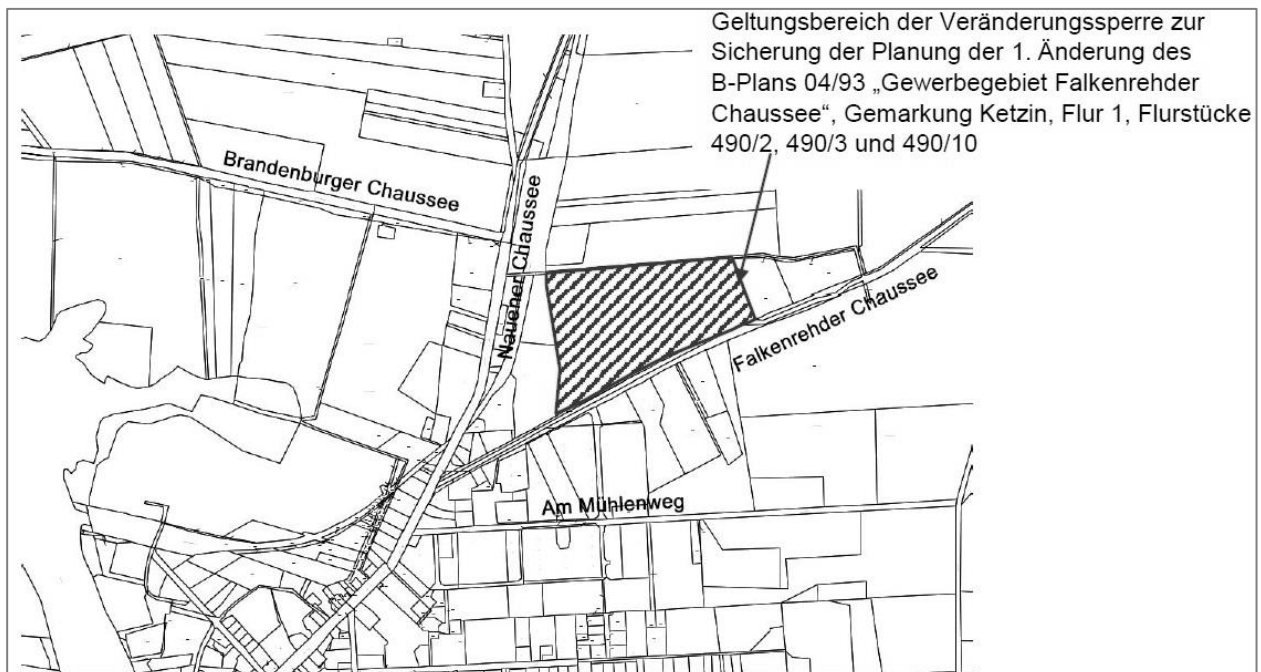 Geltungsbereich der Veränderungssperre zur
Sicherung der Planung der 1. Änderung des
B-Plans 04/93 „Gewerbegebiet Falkenrehder
Chaussee“, Gemarkung Ketzin, Flur 1, Flurstücke
490/2, 490/3 und 490/10
Brandenburger Chaussee
Nauener Chaussee
Falkenrehder Chaussee
Am Mühlenweg